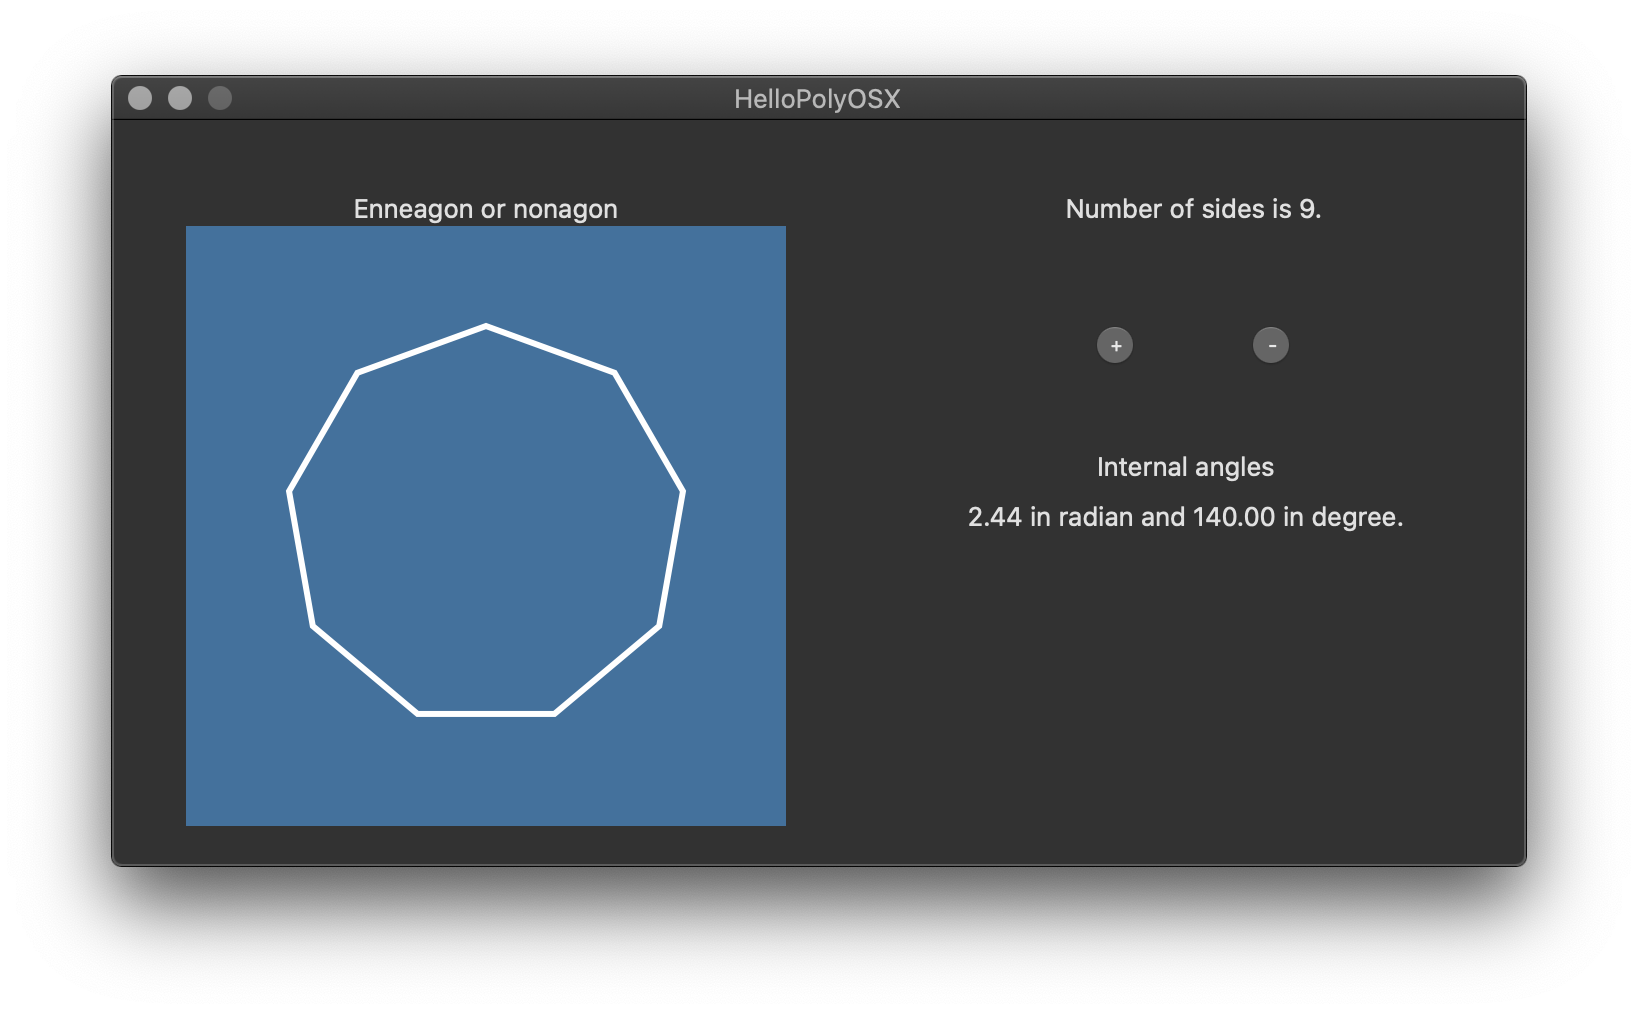 HelloPolyOSX
Enneagon or nonagon
Number of sides is 9.
+ -
Internal angles
2.44 in radian and 140.00 in degree.